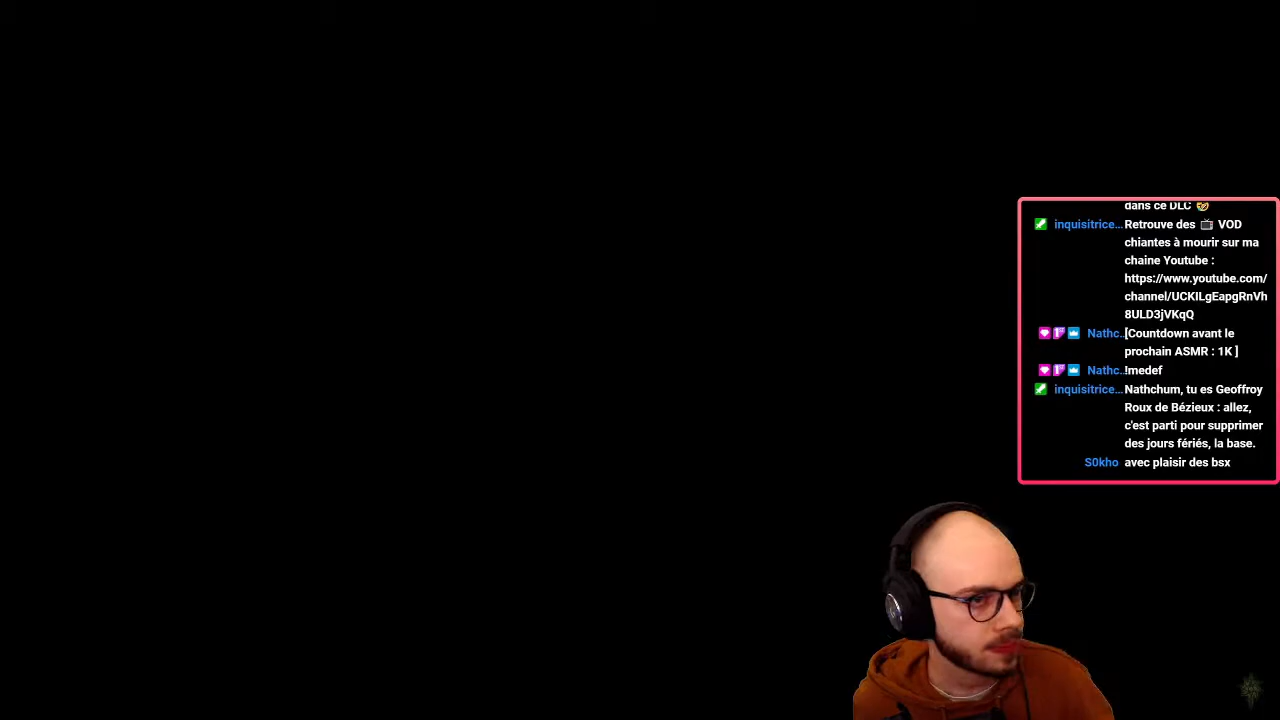 dans ce DLC
inquisitrice... Retrouve des VOD
chiantes à mourir sur ma
chaine Youtube :
https://www.youtube.com/
channel/UCKILgEapgRnVh
8ULD3jVKqQ
Nathc... [Countdown avant le
prochain ASMR : 1K ]
Nathc... !medef
inquisitrice... Nathchum, tu es Geoffroy
Roux de Bézieux : allez,
c'est parti pour supprimer
des jours fériés, la base.
S0kho avec plaisir des bsx